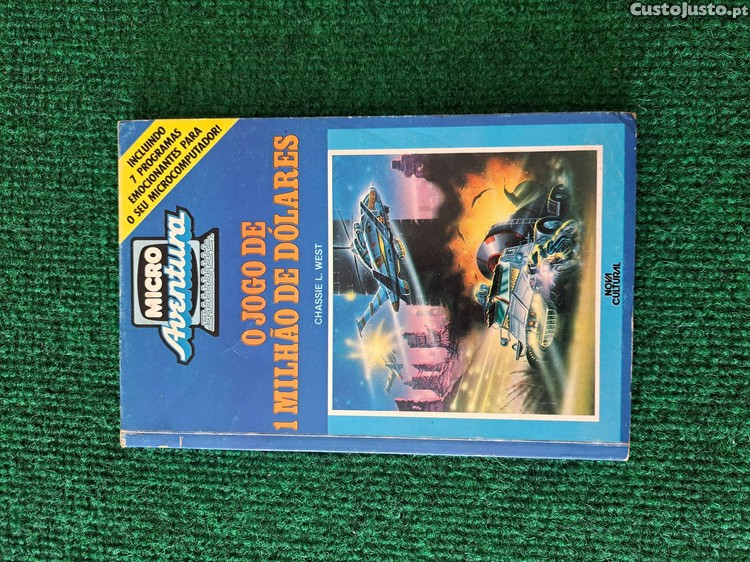 CustoJusto.pt
INCLUINDO
7 PROGRAMAS
EMOCIONANTES PARA
O SEU MICROCOMPUTADOR!
MICRO
Aventura
O JOGO DE
1 MILHÃO DE DÓLARES
CHASSIE L. WEST
NOVA
CULTURAL